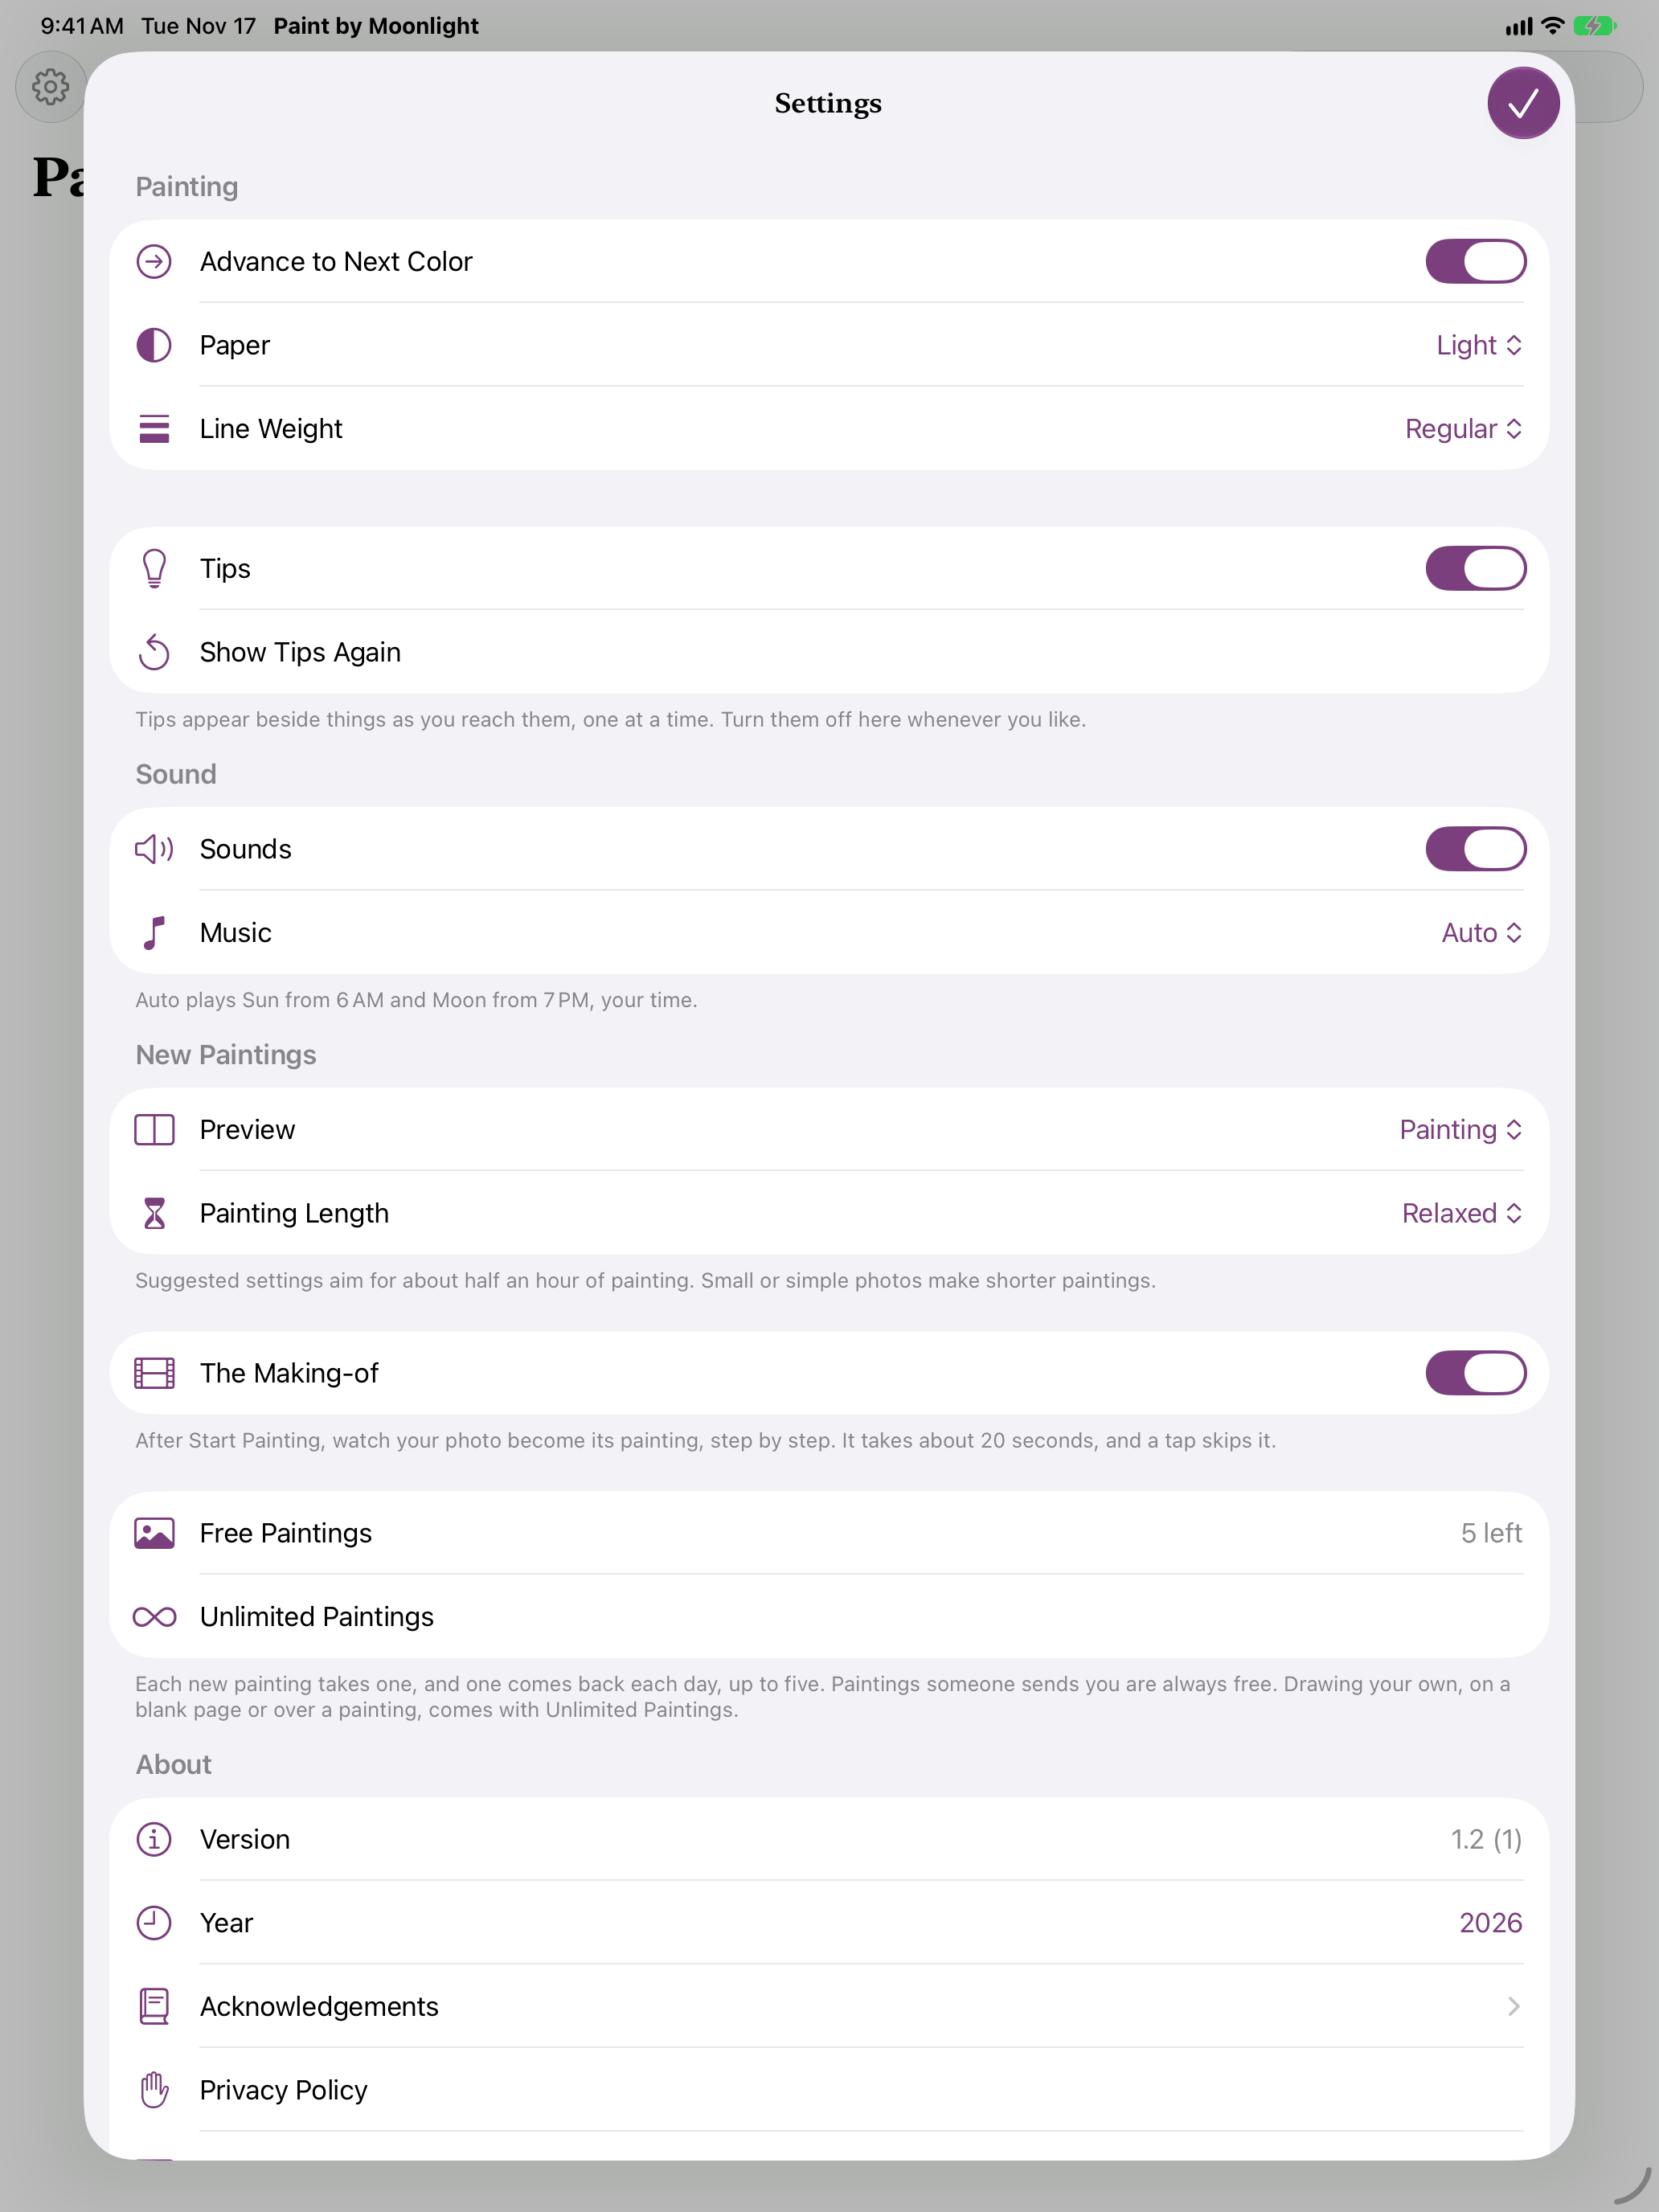 9:41 AM Tue Nov 17 Paint by Moonlight
Pa
Settings
Painting
Advance to Next Color
Paper Light
Line Weight Regular
Tips
Show Tips Again
Tips appear beside things as you reach them, one at a time. Turn them off here whenever you like.
Sound
Sounds
Music Auto
Auto plays Sun from 6 AM and Moon from 7 PM, your time.
New Paintings
Preview Painting
Painting Length Relaxed
Suggested settings aim for about half an hour of painting. Small or simple photos make shorter paintings.
The Making-of
After Start Painting, watch your photo become its painting, step by step. It takes about 20 seconds, and a tap skips it.
Free Paintings 5 left
Unlimited Paintings
Each new painting takes one, and one comes back each day, up to five. Paintings someone sends you are always free. Drawing your own, on a
blank page or over a painting, comes with Unlimited Paintings.
About
Version 1.2 (1)
Year 2026
Acknowledgements
Privacy Policy